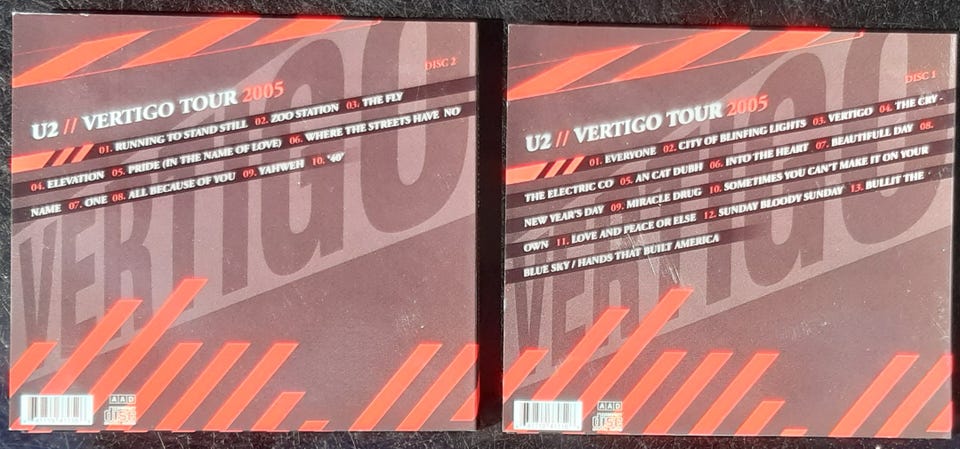 DISC 2
U2 // VERTIGO TOUR 2005
01. RUNNING TO STAND STILL 02. ZOO STATION 03. THE FLY
04. ELEVATION 05. PRIDE (IN THE NAME OF LOVE) 06. WHERE THE STREETS HAVE NO
NAME 07. ONE 08. ALL BECAUSE OF YOU 09. YAHWEH 10. '40'
VERTIGO
AAD
disc
DISC 1
U2 // VERTIGO TOUR 2005
01. EVERYONE 02. CITY OF BLINFING LIGHTS 03. VERTIGO 04. THE CRY -
THE ELECTRIC CO 05. AN CAT DUBH 06. INTO THE HEART 07. BEAUTIFULL DAY 08.
NEW YEAR'S DAY 09. MIRACLE DRUG 10. SOMETIMES YOU CAN'T MAKE IT ON YOUR
OWN 11. LOVE AND PEACE OR ELSE 12. SUNDAY BLOODY SUNDAY 13. BULLIT THE
BLUE SKY / HANDS THAT BUILT AMERICA
VERTIGO
AAD
disc